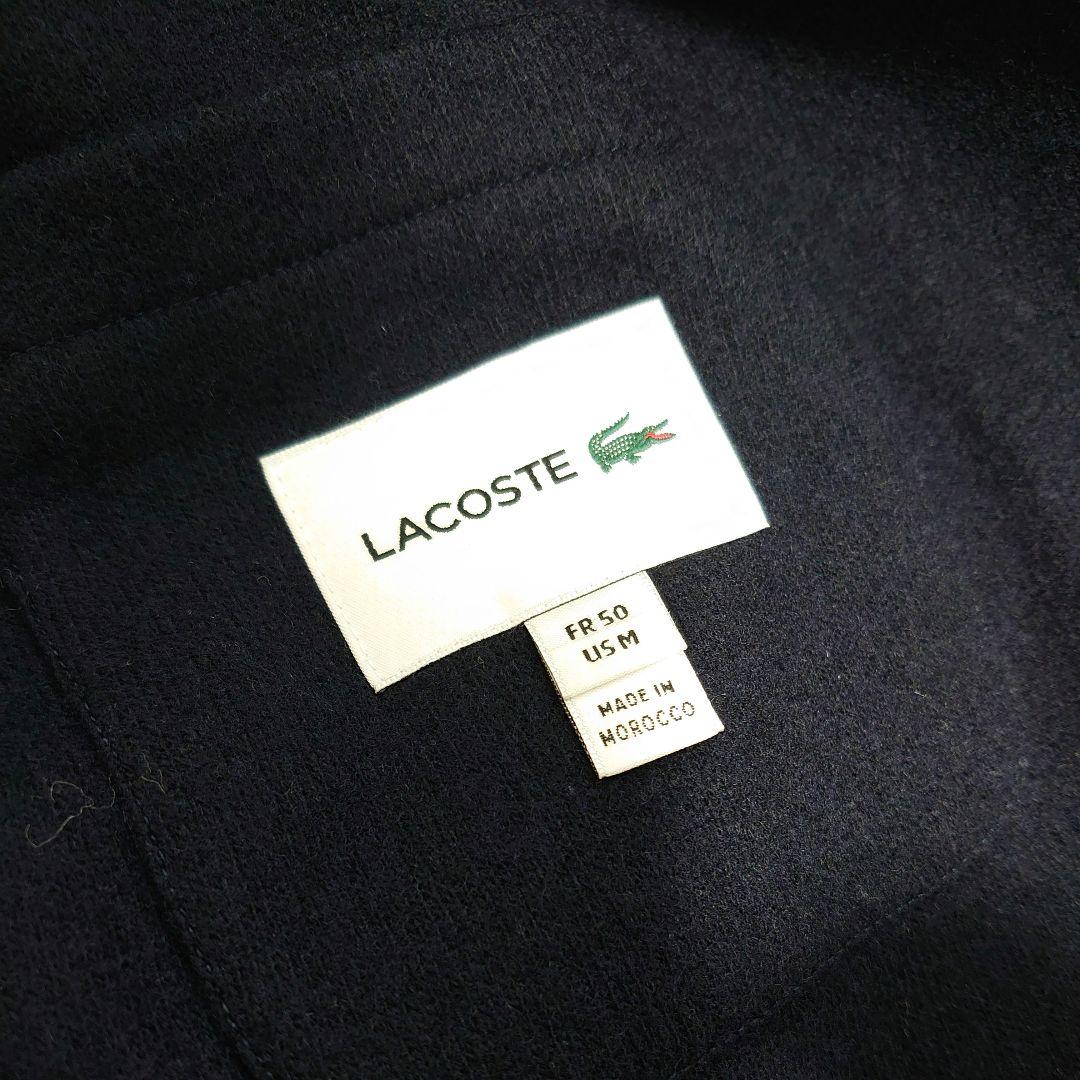 LACOSTE
FR 50
US M
MADE IN
MOROCCO